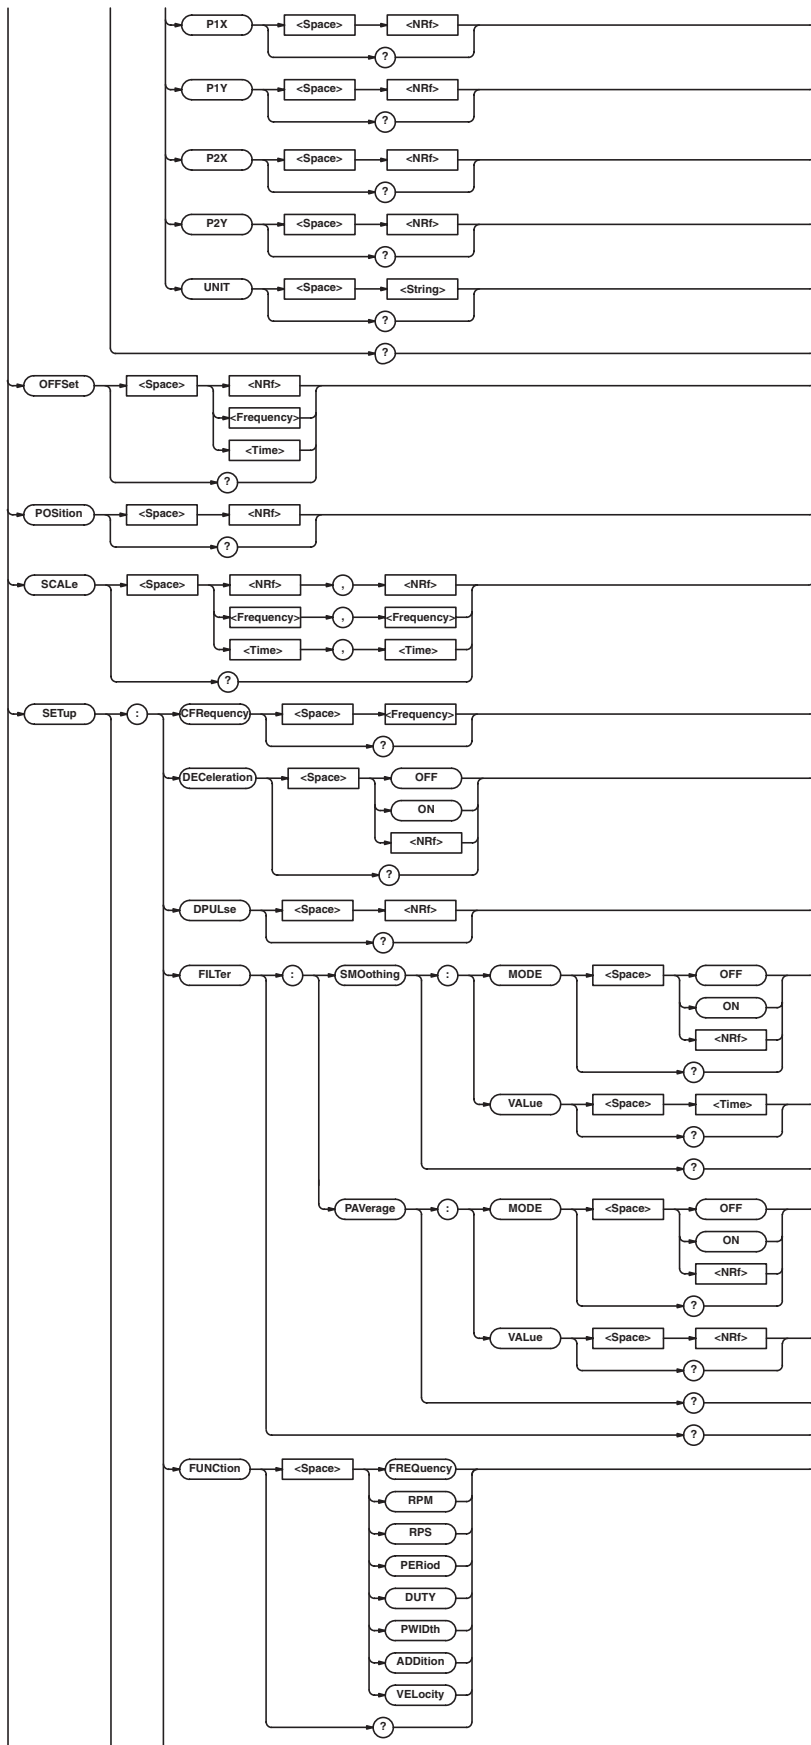 P1X <Space> <NRf>
?
P1Y <Space> <NRf>
?
P2X <Space> <NRf>
?
P2Y <Space> <NRf>
?
UNIT <Space> <String>
?
?
OFFSet <Space> <NRf>
<Frequency>
<Time>
?
POSition <Space> <NRf>
?
SCALe <Space> <NRf> , <NRf>
<Frequency> , <Frequency>
<Time> , <Time>
?
SETup : CFRequency <Space> <Frequency>
?
DECeleration <Space> OFF
ON
<NRf>
?
DPULse <Space> <NRf>
?
FILTer : SMOothing : MODE <Space> OFF
ON
<NRf>
?
VALue <Space> <Time>
?
?
PAVerage : MODE <Space> OFF
ON
<NRf>
?
VALue <Space> <NRf>
?
?
?
FUNCtion <Space> FREQuency
RPM
RPS
PERiod
DUTY
PWIDth
ADDition
VELocity
?